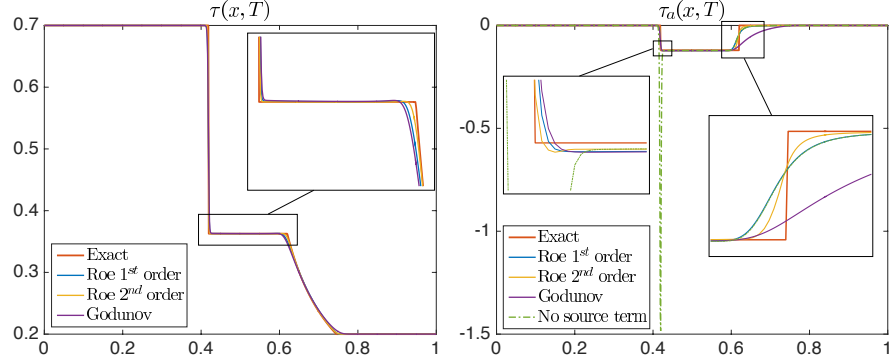 τ(x, T)
0.7
0.6
0.5
0.4
0.3
0.2
0 0.2 0.4 0.6 0.8 1
Exact
Roe 1st order
Roe 2nd order
Godunov
τa(x, T)
0
-0.5
-1
-1.5
0 0.2 0.4 0.6 0.8 1
Exact
Roe 1st order
Roe 2nd order
Godunov
No source term